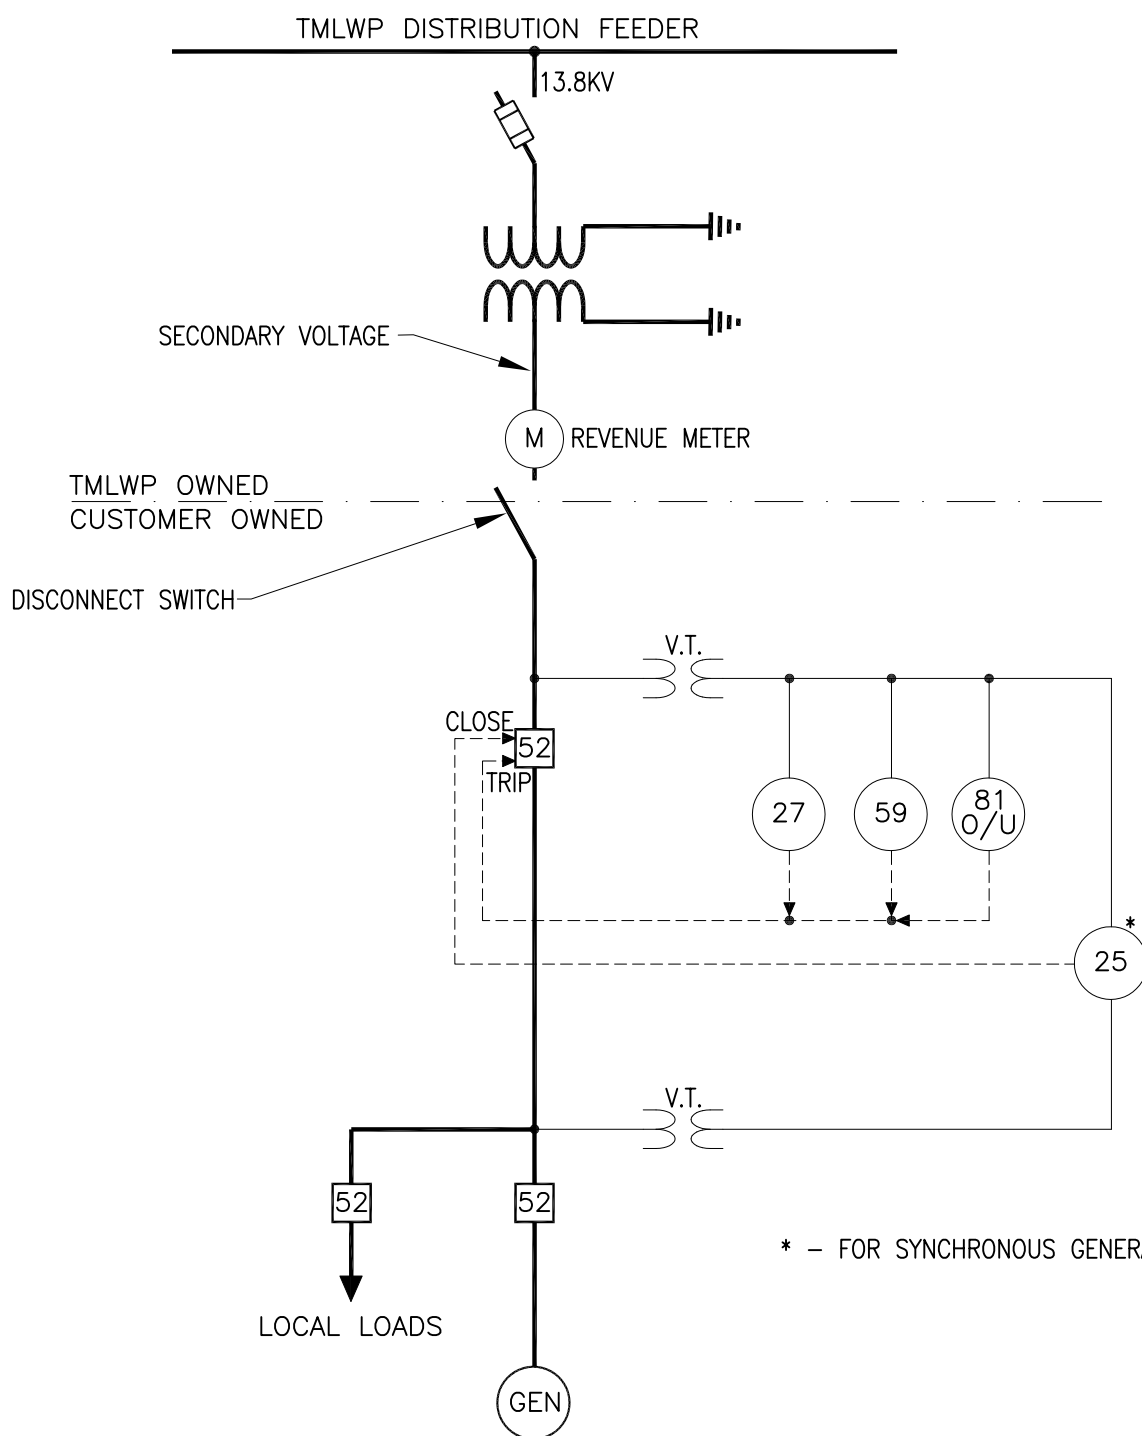 TMLWP DISTRIBUTION FEEDER
13.8KV
SECONDARY VOLTAGE
M
REVENUE METER
TMLWP OWNED
CUSTOMER OWNED
DISCONNECT SWITCH
V.T.
CLOSE
52
TRIP
27
59
81
O/U
*
25
V.T.
52
52
* – FOR SYNCHRONOUS
LOCAL LOADS
GEN